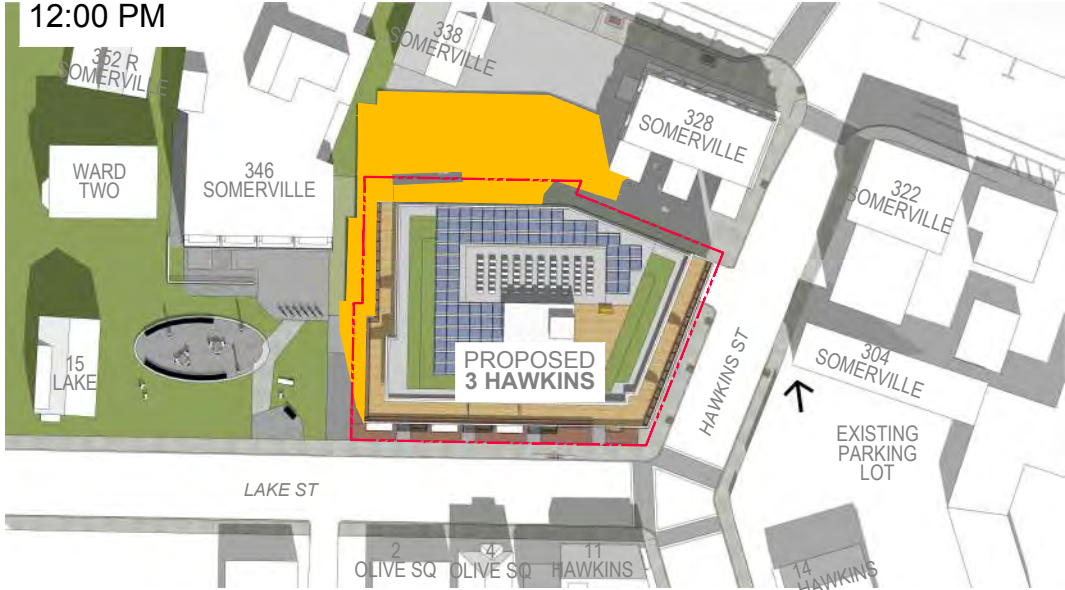 12:00 PM
352 R
SOMERVILLE
338
SOMERVILLE
328
SOMERVILLE
WARD
TWO
346
SOMERVILLE
322
SOMERVILLE
15
LAKE
PROPOSED
3 HAWKINS
HAWKINS ST
304
SOMERVILLE
EXISTING
PARKING
LOT
LAKE ST
2
OLIVE SQ
4
OLIVE SQ
11
HAWKINS
14
HAWKINS